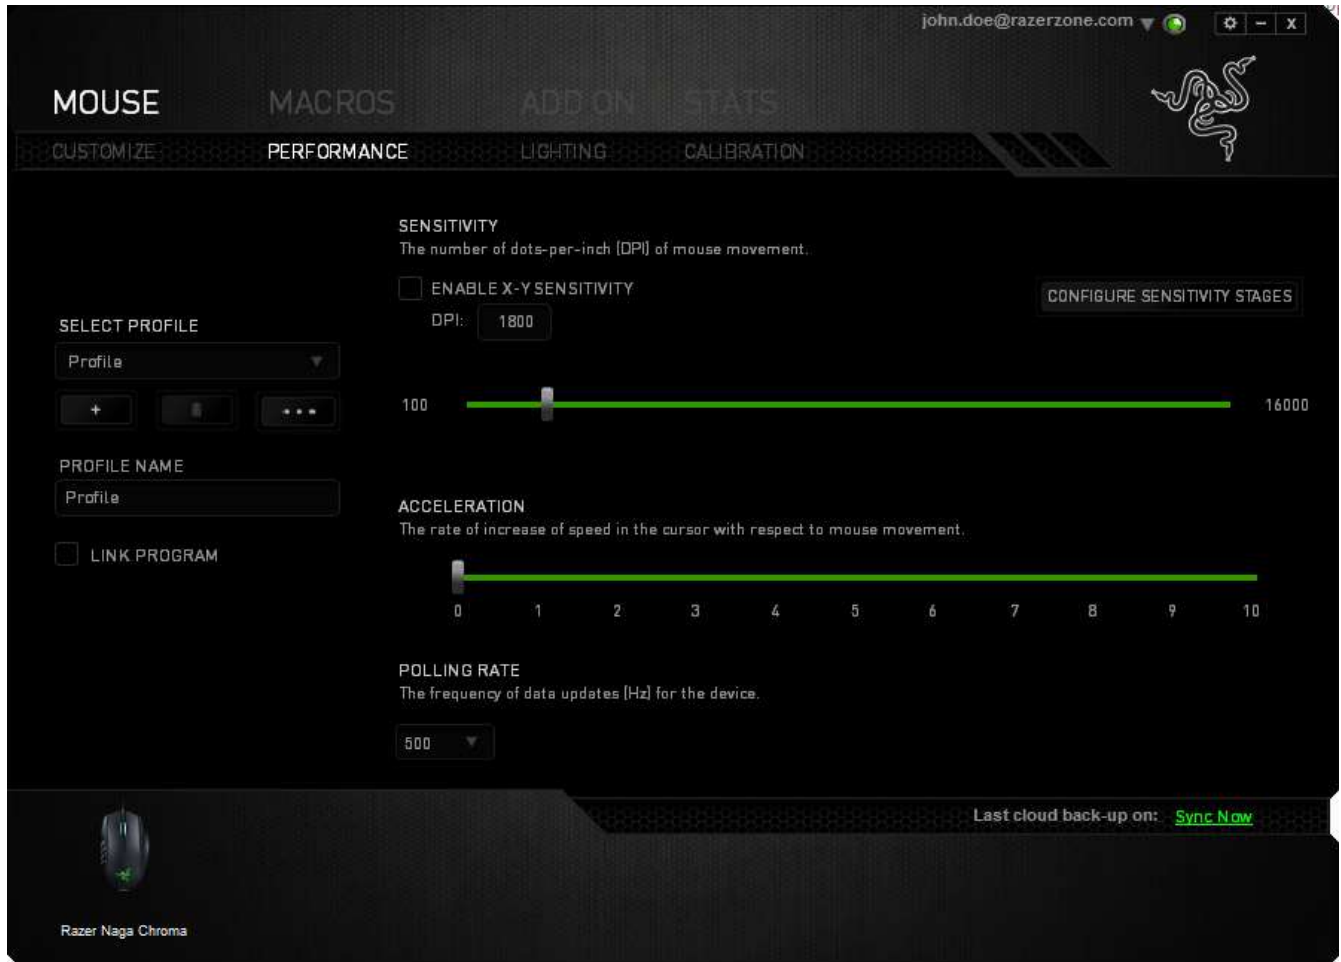 john.doe@razerzone.com
X
MOUSE MACROS ADD ON STATS
CUSTOMIZE PERFORMANCE LIGHTING CALIBRATION
SENSITIVITY
The number of dots-per-inch (DPI) of mouse movement.
ENABLE X-Y SENSITIVITY
CONFIGURE SENSITIVITY STAGES
DPI: 1800
SELECT PROFILE
Profile
100 16000
PROFILE NAME
Profile
LINK PROGRAM
ACCELERATION
The rate of increase of speed in the cursor with respect to mouse movement.
0 1 2 3 4 5 6 7 8 9 10
POLLING RATE
The frequency of data updates (Hz) for the device.
500
Last cloud back-up on: Sync Now
Razer Naga Chroma